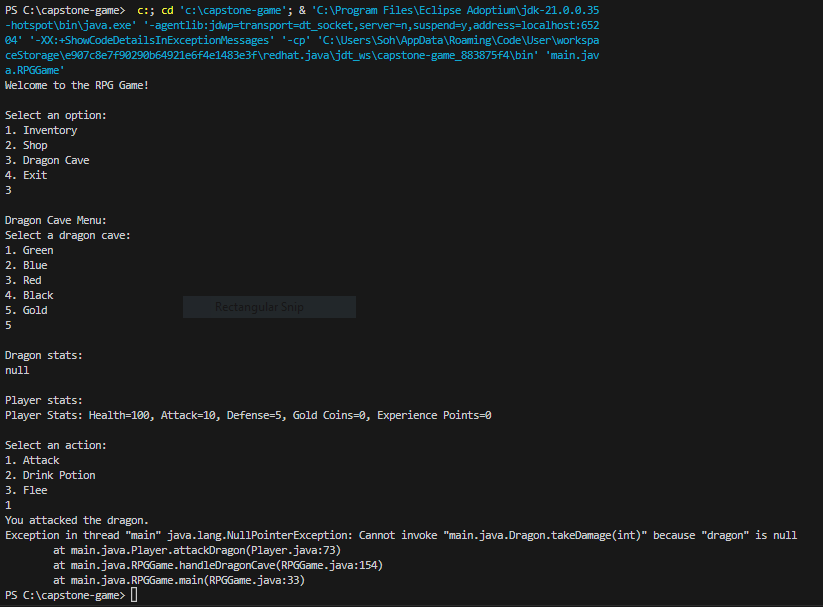 PS C:\capstone-game>  c:; cd 'c:\capstone-game'; & 'C:\Program Files\Eclipse Adoptium\jdk-21.0.0.35
-hotspot\bin\java.exe' '-agentlib:jdwp=transport=dt_socket,server=n,suspend=y,address=localhost:652
04' '-XX:+ShowCodeDetailsInExceptionMessages' '-cp' 'C:\Users\Soh\AppData\Roaming\Code\User\workspa
ceStorage\e907c8e7f90290b64921e6f4e1483e3f\redhat.java\jdt_ws\capstone-game_883875f4\bin' 'main.jav
a.RPGGame'
Welcome to the RPG Game!
Select an option:
1. Inventory
2. Shop
3. Dragon Cave
4. Exit
3
Dragon Cave Menu:
Select a dragon cave:
1. Green
2. Blue
3. Red
4. Black
5. Gold
Rectangular Snip
5
Dragon stats:
null
Player stats:
Player Stats: Health=100, Attack=10, Defense=5, Gold Coins=0, Experience Points=0
Select an action:
1. Attack
2. Drink Potion
3. Flee
1
You attacked the dragon.
Exception in thread "main" java.lang.NullPointerException: Cannot invoke "main.java.Dragon.takeDamage(int)" because "dragon" is null
        at main.java.Player.attackDragon(Player.java:73)
        at main.java.RPGGame.handleDragonCave(RPGGame.java:154)
        at main.java.RPGGame.main(RPGGame.java:33)
PS C:\capstone-game>